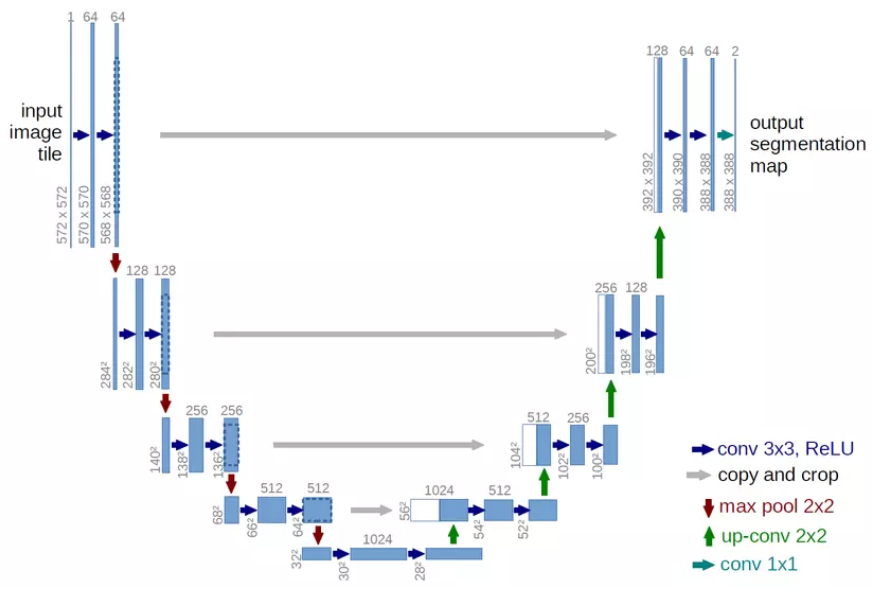 1 64 64
input
image
tile
572 x 572
570 x 570
568 x 568
128 64 64 2
output
segmentation
map
392 x 392
390 x 390
388 x 388
388 x 388
128 128
284²
282²
280²
256 128
200²
198²
196²
256 256
140²
138²
136²
512 256
104²
102²
100²
512 512
68²
66²
64²
1024 512
56²
54²
52²
1024
32²
30²
28²
conv 3x3, ReLU
copy and crop
max pool 2x2
up-conv 2x2
conv 1x1